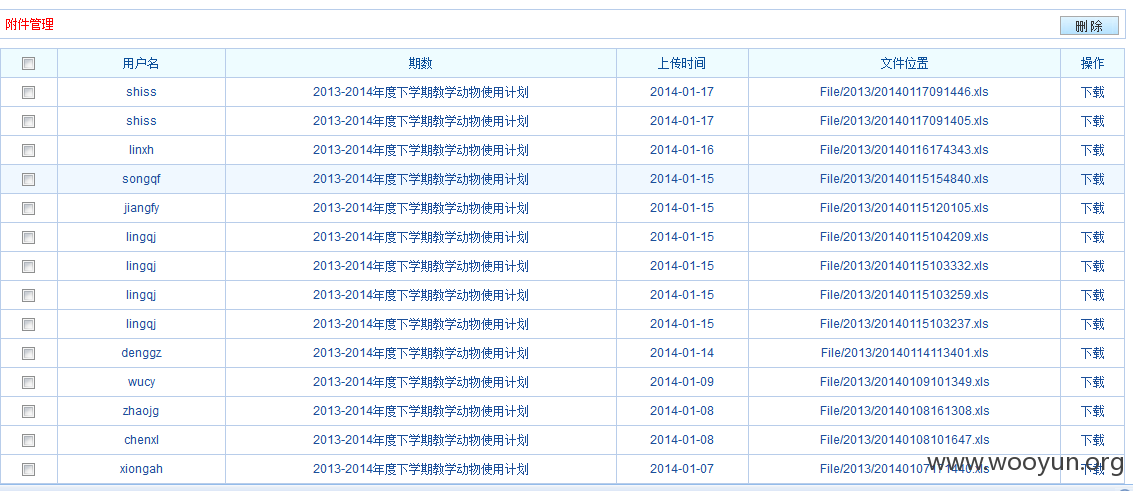 附件管理 删 除
用户名 期数 上传时间 文件位置 操作
shiss 2013-2014年度下学期教学动物使用计划 2014-01-17 File/2013/20140117091446.xls 下载
shiss 2013-2014年度下学期教学动物使用计划 2014-01-17 File/2013/20140117091405.xls 下载
linxh 2013-2014年度下学期教学动物使用计划 2014-01-16 File/2013/20140116174343.xls 下载
songqf 2013-2014年度下学期教学动物使用计划 2014-01-15 File/2013/20140115154840.xls 下载
jiangfy 2013-2014年度下学期教学动物使用计划 2014-01-15 File/2013/20140115120105.xls 下载
lingqj 2013-2014年度下学期教学动物使用计划 2014-01-15 File/2013/20140115104209.xls 下载
lingqj 2013-2014年度下学期教学动物使用计划 2014-01-15 File/2013/20140115103332.xls 下载
lingqj 2013-2014年度下学期教学动物使用计划 2014-01-15 File/2013/20140115103259.xls 下载
lingqj 2013-2014年度下学期教学动物使用计划 2014-01-15 File/2013/20140115103237.xls 下载
denggz 2013-2014年度下学期教学动物使用计划 2014-01-14 File/2013/20140114113401.xls 下载
wucy 2013-2014年度下学期教学动物使用计划 2014-01-09 File/2013/20140109101349.xls 下载
zhaojg 2013-2014年度下学期教学动物使用计划 2014-01-08 File/2013/20140108161308.xls 下载
chenxl 2013-2014年度下学期教学动物使用计划 2014-01-08 File/2013/20140108101647.xls 下载
xiongah 2013-2014年度下学期教学动物使用计划 2014-01-07 File/2013/20140107171440.xls 下载
www.wooyun.org